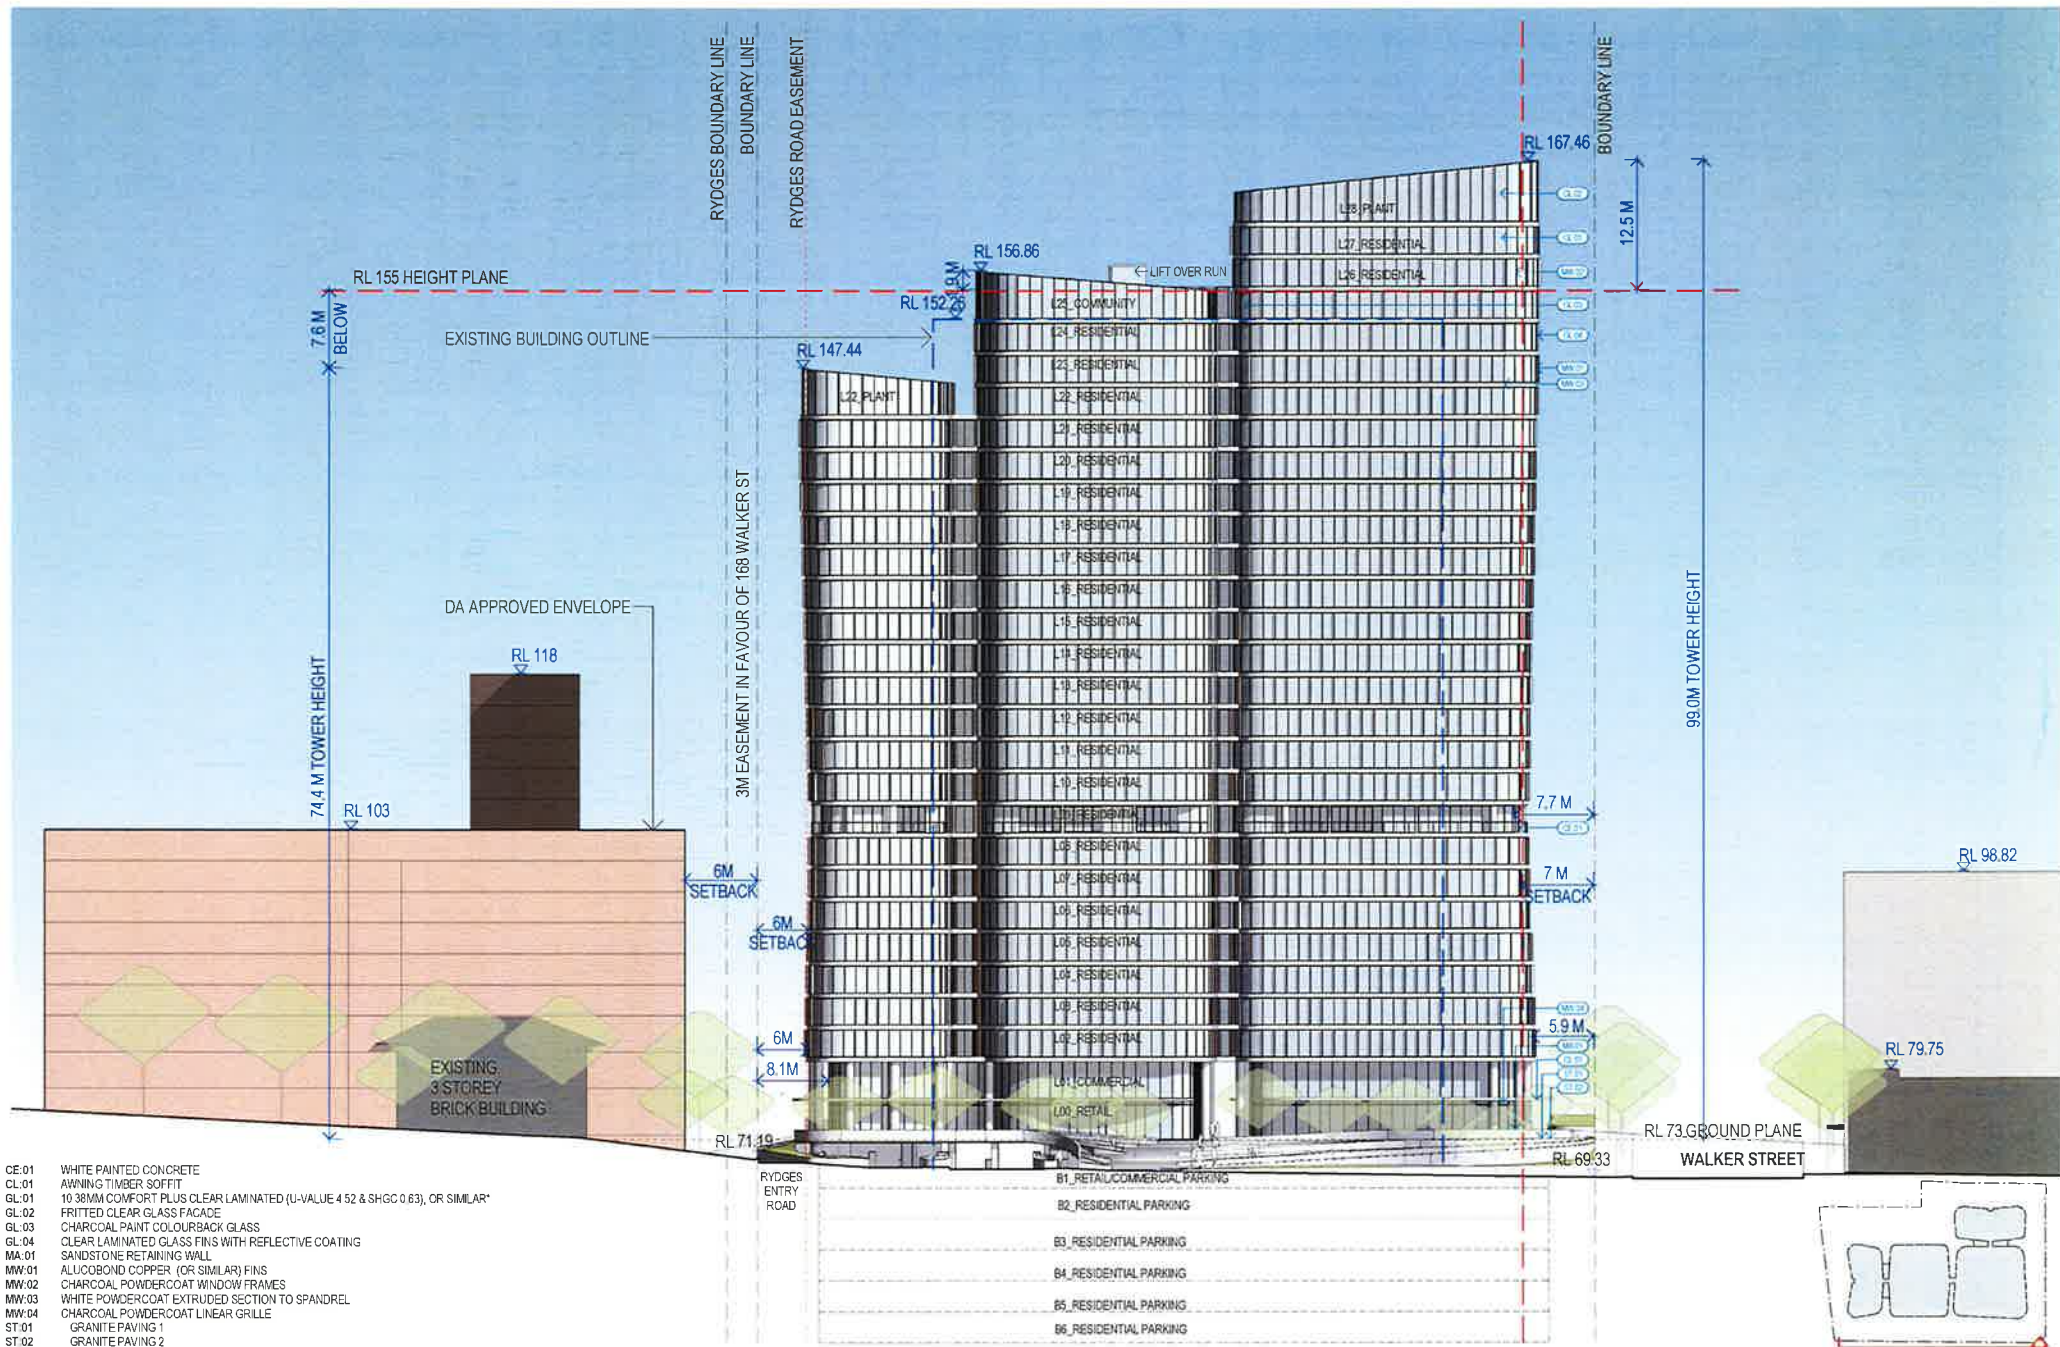 RYDGES BOUNDARY LINE
BOUNDARY LINE
RYDGES ROAD EASEMENT
BOUNDARY LINE
RL 167.46
12.5 M
99.0M TOWER HEIGHT
RL 156.86
LIFT OVER RUN
RL 155 HEIGHT PLANE
RL 152.26
7.6 M
BELOW
EXISTING BUILDING OUTLINE
RL 147.44
L28_PLANT
L27_RESIDENTIAL
L26_RESIDENTIAL
L25_COMMUNITY
L24_RESIDENTIAL
L23_RESIDENTIAL
L22_PLANT
L22_RESIDENTIAL
L21_RESIDENTIAL
L20_RESIDENTIAL
L19_RESIDENTIAL
L18_RESIDENTIAL
L17_RESIDENTIAL
L16_RESIDENTIAL
L15_RESIDENTIAL
L14_RESIDENTIAL
L13_RESIDENTIAL
L12_RESIDENTIAL
L11_RESIDENTIAL
L10_RESIDENTIAL
L08_RESIDENTIAL
L07_RESIDENTIAL
L06_RESIDENTIAL
L05_RESIDENTIAL
L04_RESIDENTIAL
L03_RESIDENTIAL
L02_RESIDENTIAL
L01_COMMERCIAL
L00_RETAIL
3M EASEMENT IN FAVOUR OF 168 WALKER ST
DA APPROVED ENVELOPE
RL 118
74.4 M TOWER HEIGHT
RL 103
7.7 M
6M
SETBACK
7 M
SETBACK
6M
SETBAC
RL 98.82
6M
5.9 M
8.1M
RL 79.75
EXISTING
3 STOREY
BRICK BUILDING
RL 71.19
RL 73 GROUND PLANE
RL 69.33
WALKER STREET
RYDGES
ENTRY
ROAD
B1_RETAIL/COMMERCIAL PARKING
B2_RESIDENTIAL PARKING
B3_RESIDENTIAL PARKING
B4_RESIDENTIAL PARKING
B5_RESIDENTIAL PARKING
B6_RESIDENTIAL PARKING
CE:01 WHITE PAINTED CONCRETE
CL:01 AWNING TIMBER SOFFIT
GL:01 10 38MM COMFORT PLUS CLEAR LAMINATED (U-VALUE 4 52 & SHGC 0.63), OR SIMILAR*
GL:02 FRITTED CLEAR GLASS FACADE
GL:03 CHARCOAL PAINT COLOURBACK GLASS
GL:04 CLEAR LAMINATED GLASS FINS WITH REFLECTIVE COATING
MA:01 SANDSTONE RETAINING WALL
MW:01 ALUCOBOND COPPER (OR SIMILAR) FINS
MW:02 CHARCOAL POWDERCOAT WINDOW FRAMES
MW:03 WHITE POWDERCOAT EXTRUDED SECTION TO SPANDREL
MW:04 CHARCOAL POWDERCOAT LINEAR GRILLE
ST:01 GRANITE PAVING 1
ST:02 GRANITE PAVING 2